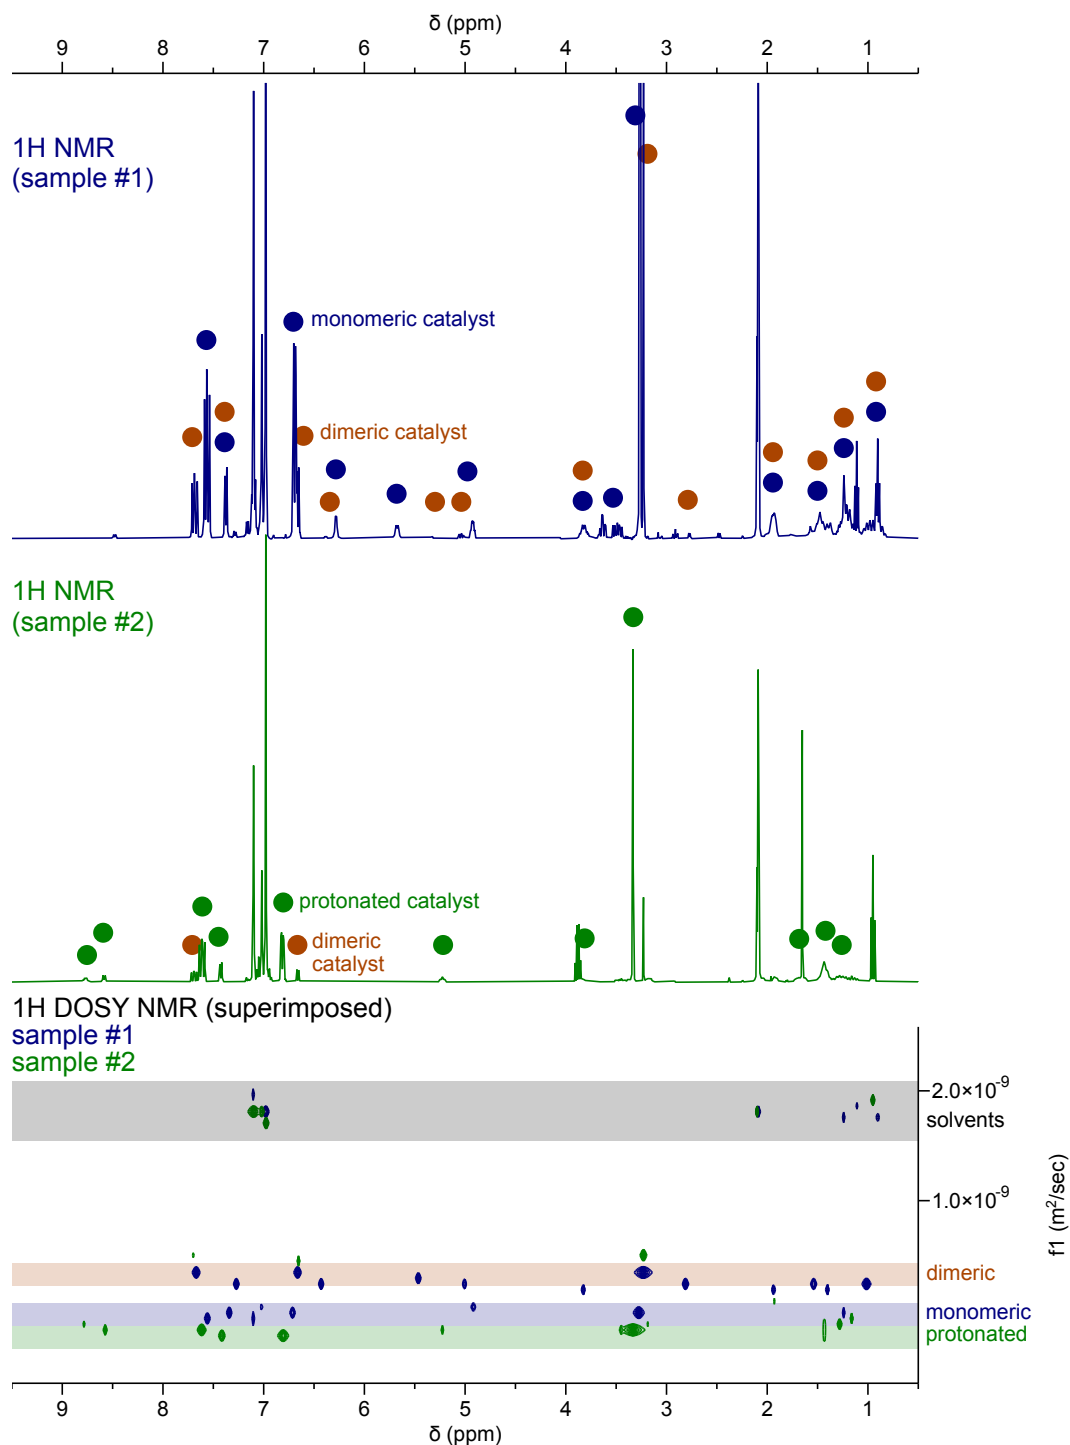 δ (ppm)
9 8 7 6 5 4 3 2 1
1H NMR
(sample #1)
monomeric catalyst
dimeric catalyst
1H NMR
(sample #2)
protonated catalyst
dimeric
catalyst
1H DOSY NMR (superimposed)
sample #1
sample #2
2.0×10⁻⁹
solvents
1.0×10⁻⁹
f1 (m²/sec)
dimeric
monomeric
protonated
9 8 7 6 5 4 3 2 1
δ (ppm)